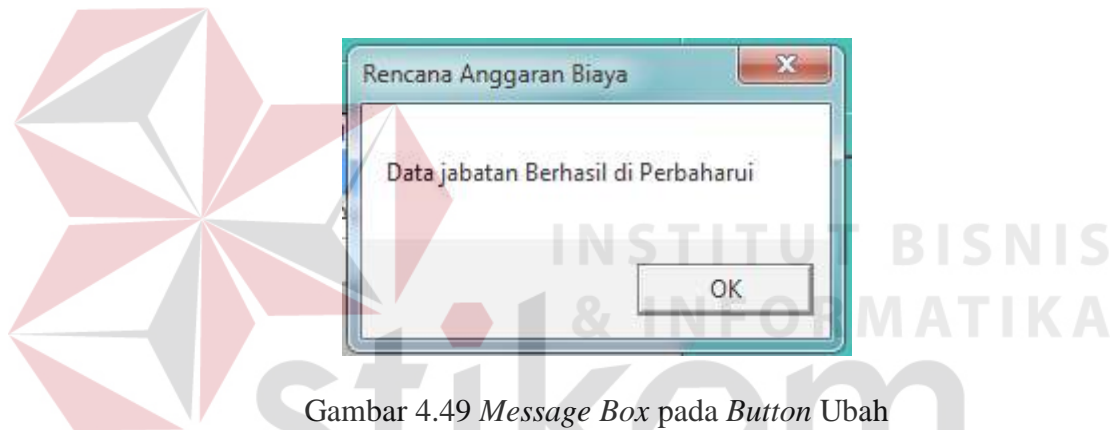 Rencana Anggaran Biaya
Data jabatan Berhasil di Perbaharui
INSTITUT BISNIS
OK
& INFORMATIKA
stikom
Gambar 4.49 Message Box pada Button Ubah